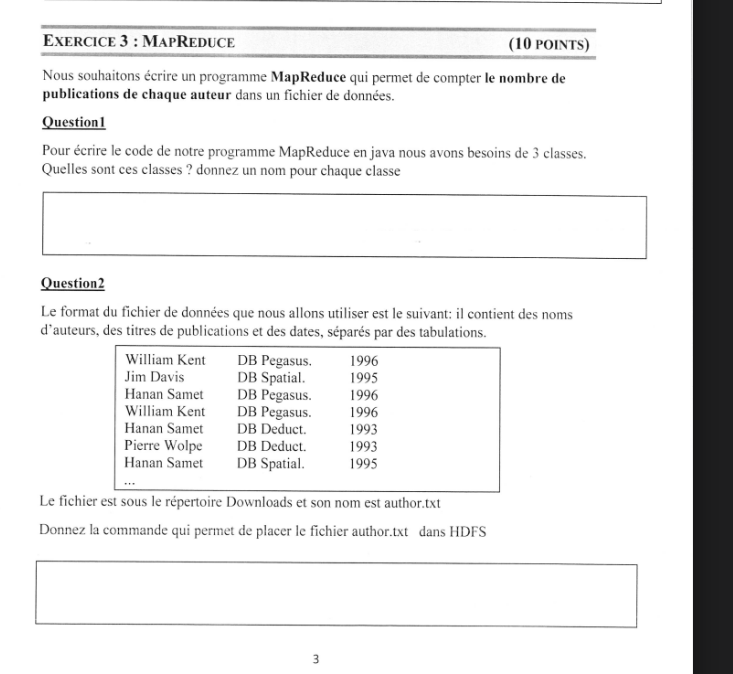 EXERCICE 3 : MAPREDUCE (10 POINTS)
Nous souhaitons écrire un programme MapReduce qui permet de compter le nombre de
publications de chaque auteur dans un fichier de données.
Question1
Pour écrire le code de notre programme MapReduce en java nous avons besoins de 3 classes.
Quelles sont ces classes ? donnez un nom pour chaque classe
Question2
Le format du fichier de données que nous allons utiliser est le suivant: il contient des noms
d'auteurs, des titres de publications et des dates, séparés par des tabulations.
William Kent DB Pegasus. 1996
Jim Davis DB Spatial. 1995
Hanan Samet DB Pegasus. 1996
William Kent DB Pegasus. 1996
Hanan Samet DB Deduct. 1993
Pierre Wolpe DB Deduct. 1993
Hanan Samet DB Spatial. 1995
...
Le fichier est sous le répertoire Downloads et son nom est author.txt
Donnez la commande qui permet de placer le fichier author.txt dans HDFS
3